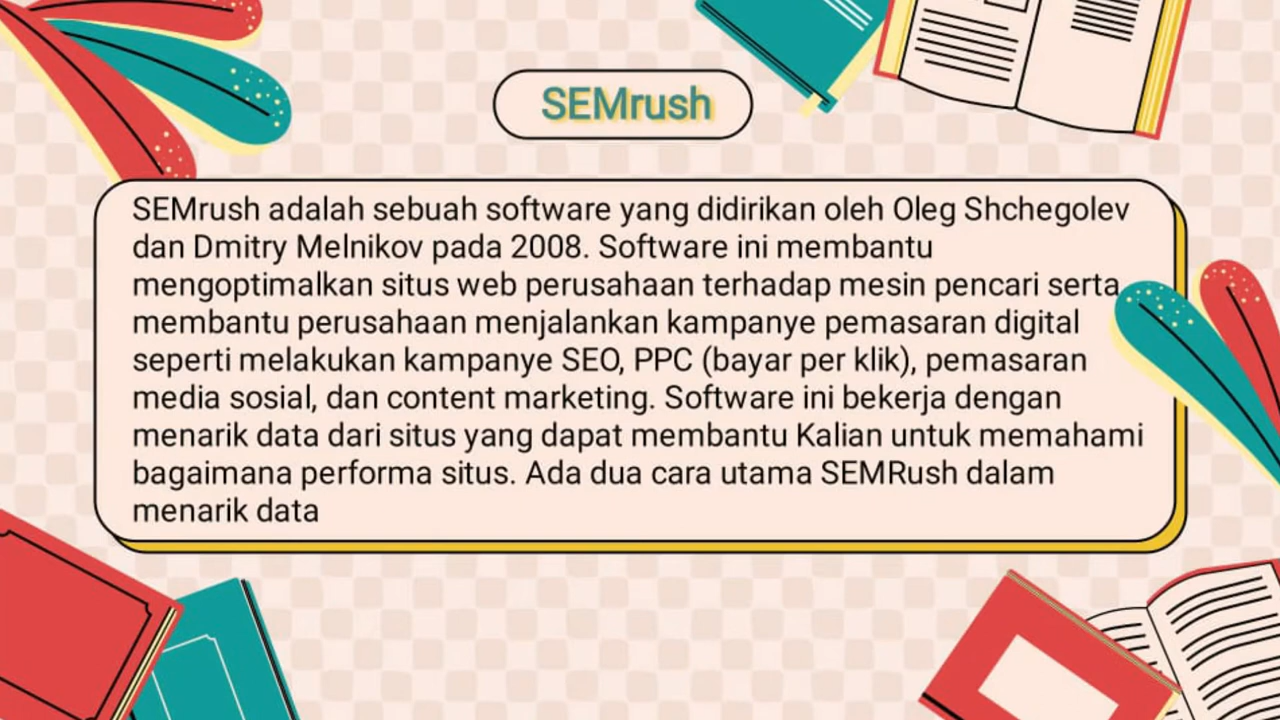 SEMrush
SEMrush adalah sebuah software yang didirikan oleh Oleg Shchegolev
dan Dmitry Melnikov pada 2008. Software ini membantu
mengoptimalkan situs web perusahaan terhadap mesin pencari serta
membantu perusahaan menjalankan kampanye pemasaran digital
seperti melakukan kampanye SEO, PPC (bayar per klik), pemasaran
media sosial, dan content marketing. Software ini bekerja dengan
menarik data dari situs yang dapat membantu Kalian untuk memahami
bagaimana performa situs. Ada dua cara utama SEMRush dalam
menarik data